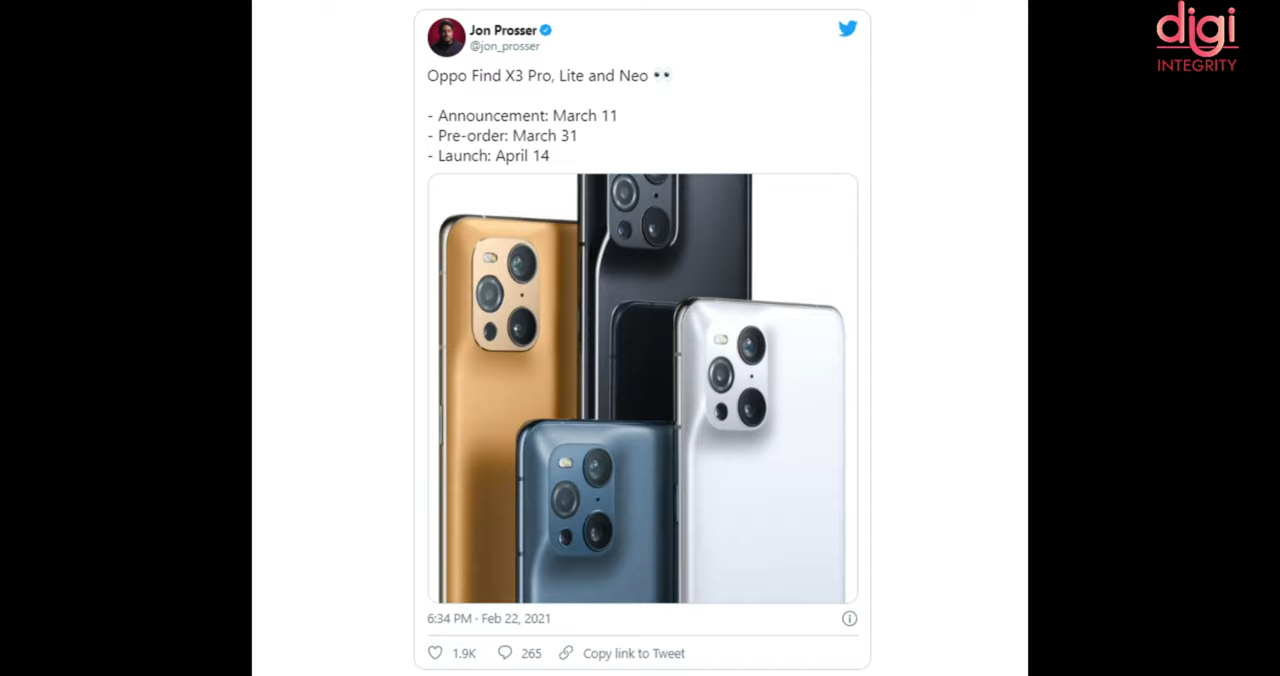 Jon Prosser
@jon_prosser
Oppo Find X3 Pro, Lite and Neo 👀
- Announcement: March 11
- Pre-order: March 31
- Launch: April 14
6:34 PM · Feb 22, 2021
1.9K 265 Copy link to Tweet
digi
INTEGRITY